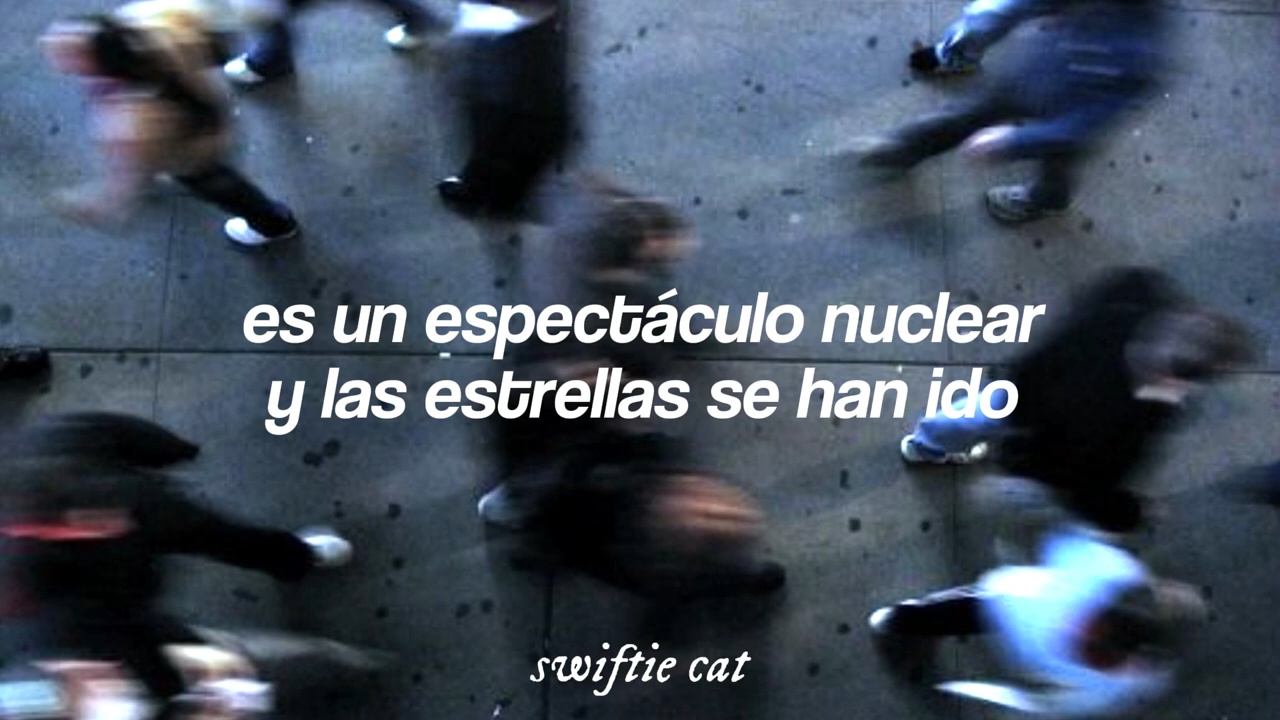 es un espectáculo nuclear
y las estrellas se han ido
swiftie cat